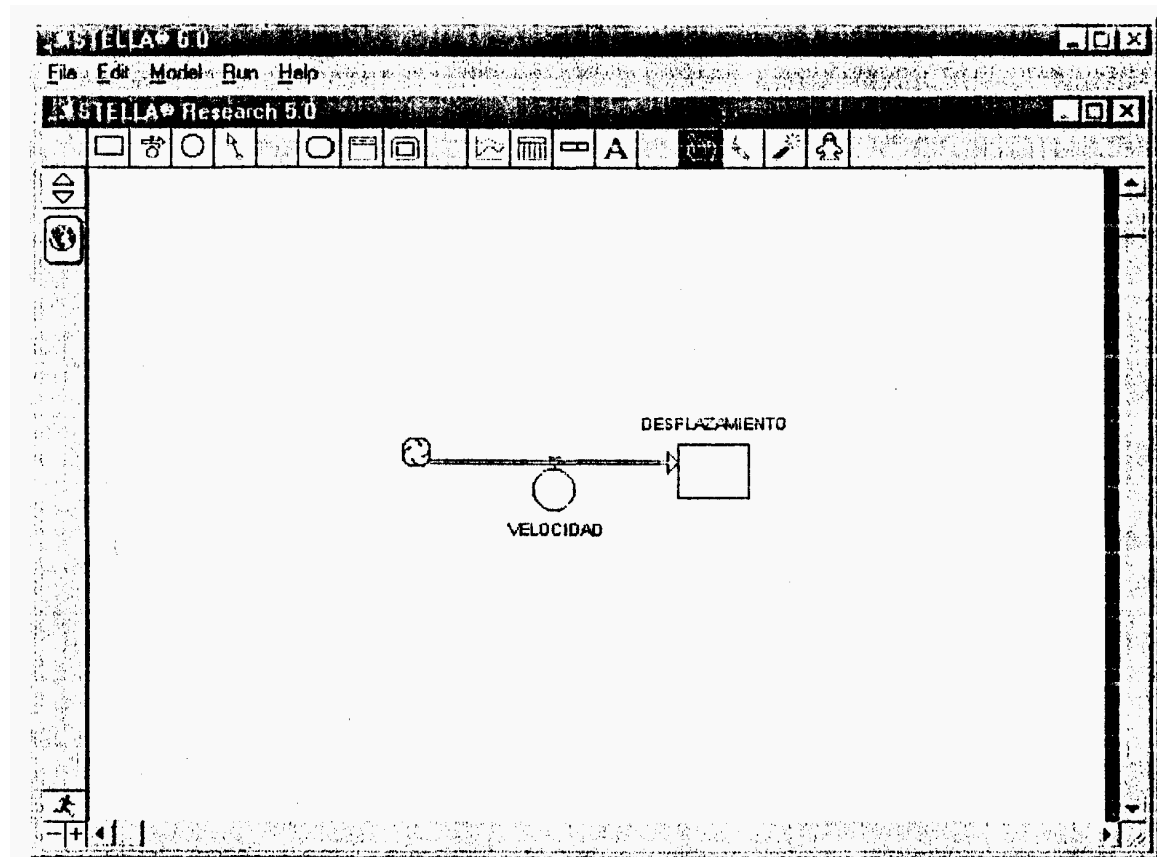 STELLA® 5.0
File Edit Model Run Help
STELLA® Research 5.0
A
DESPLAZAMIENTO
VELOCIDAD